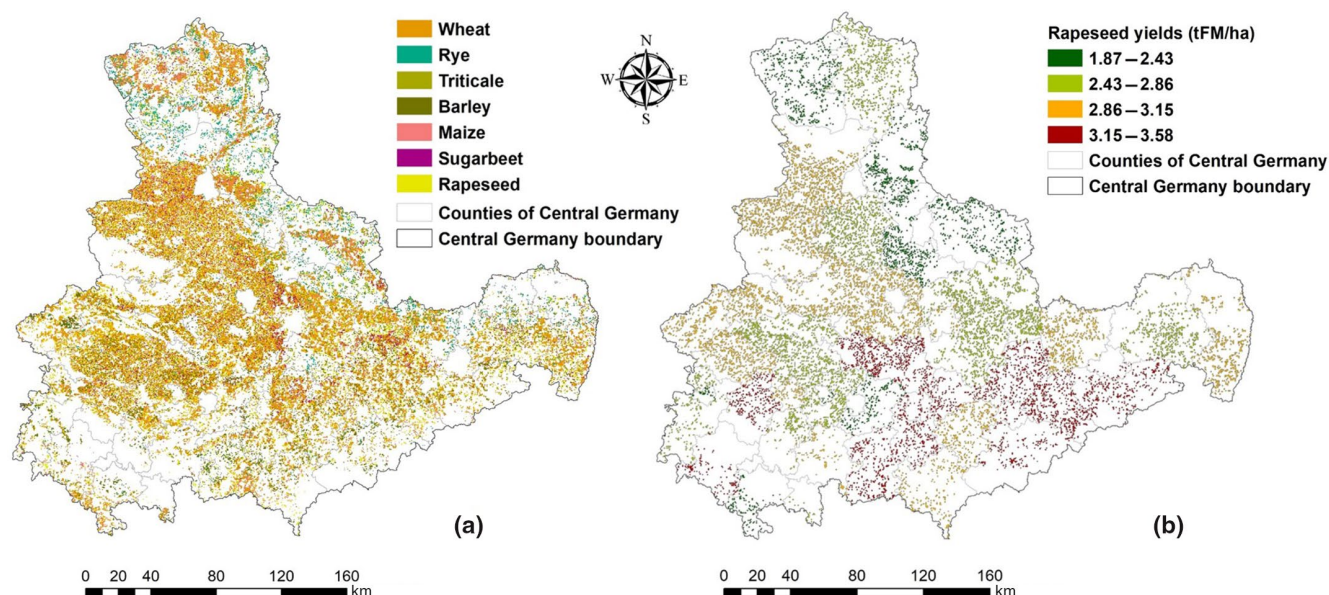 Wheat
Rye
Triticale
Barley
Maize
Sugarbeet
Rapeseed
Counties of Central Germany
Central Germany boundary
N
W E
S
(a)
0 20 40 80 120 160
km
Rapeseed yields (tFM/ha)
1.87—2.43
2.43—2.86
2.86—3.15
3.15—3.58
Counties of Central Germany
Central Germany boundary
(b)
0 20 40 80 120 160
km